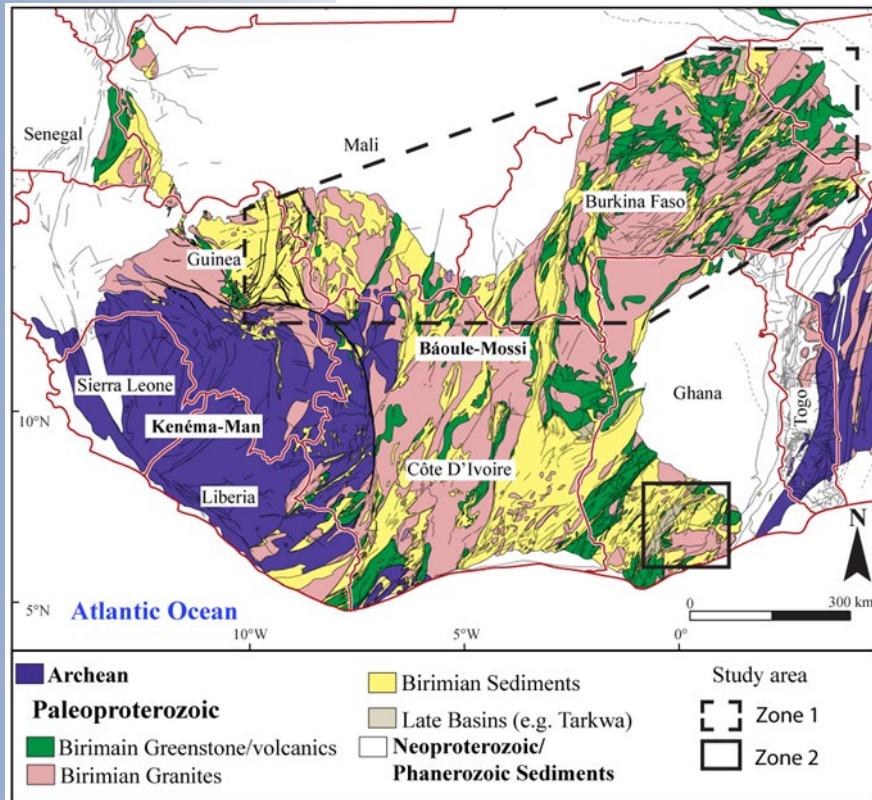 Senegal
Mali
Burkina Faso
Guinea
Báoule-Mossi
Sierra Leone
Ghana
10°N
Togo
Kenéma-Man
Côte D'Ivoire
Liberia
N
5°N
Atlantic Ocean
0 300 km
10°W 5°W 0°
Archean
Paleoproterozoic
Birimain Greenstone/volcanics
Birimian Granites
Birimian Sediments
Late Basins (e.g. Tarkwa)
Neoproterozoic/
Phanerozoic Sediments
Study area
Zone 1
Zone 2